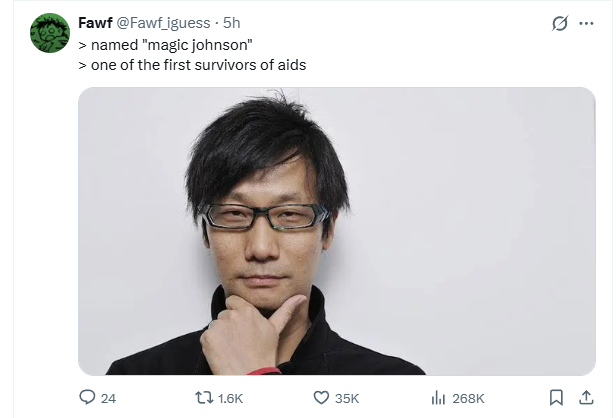 Fawf @Fawf_iguess · 5h
> named "magic johnson"
> one of the first survivors of aids
24 1.6K 35K 268K